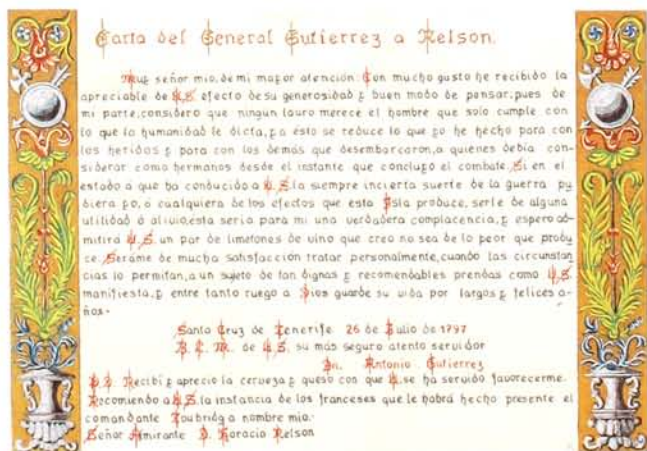 Carta del General Gutierrez a Nelson.
Muy señor mio, de mi mayor atención: Con mucho gusto he recibido la
apreciable de V.S. efecto de su generosidad y buen modo de pensar, pues de
mi parte, considero que ningun lauro merece el hombre que solo cumple con
lo que la humanidad le dicta, y a ésto se reduce lo que yo he hecho para con
los heridos y para con los demás que desembarcaron, a quienes debia con-
siderar como hermanos desde el instante que concluyo el combate. Si en el
estado a que ha conducido a V.S. la siempre incierta suerte de la guerra pu
diera yo, o cualquiera de los efectos que esta Isla produce, serle de alguna
utilidad ó alivio, esta seria para mi una verdadera complacencia, y espero ad-
mitirá V.S. un par de limetones de vino que creo no sea de lo peor que produ
ce. Seráme de mucha satisfacción tratar personalmente, cuando las circunstan
cias lo permitan, a un sujeto de tan dignas y recomendables prendas como V.S.
manifiesta, y entre tanto ruego a Dios guarde su vida por largos y felices a-
ños.-
Santa Cruz de Tenerife 26 de Julio de 1797
B. L. M. de V.S. su más seguro atento servidor
Dn. Antonio Gutierrez
P.D. Recibí y aprecio la cerveza y queso con que V. se ha servido favorecerme.
Recomiendo a V.S. la instancia de los franceses que le habrá hecho presente el
comandante Troubridg a nombre mio.-
Señor Almirante D. Horacio Nelson